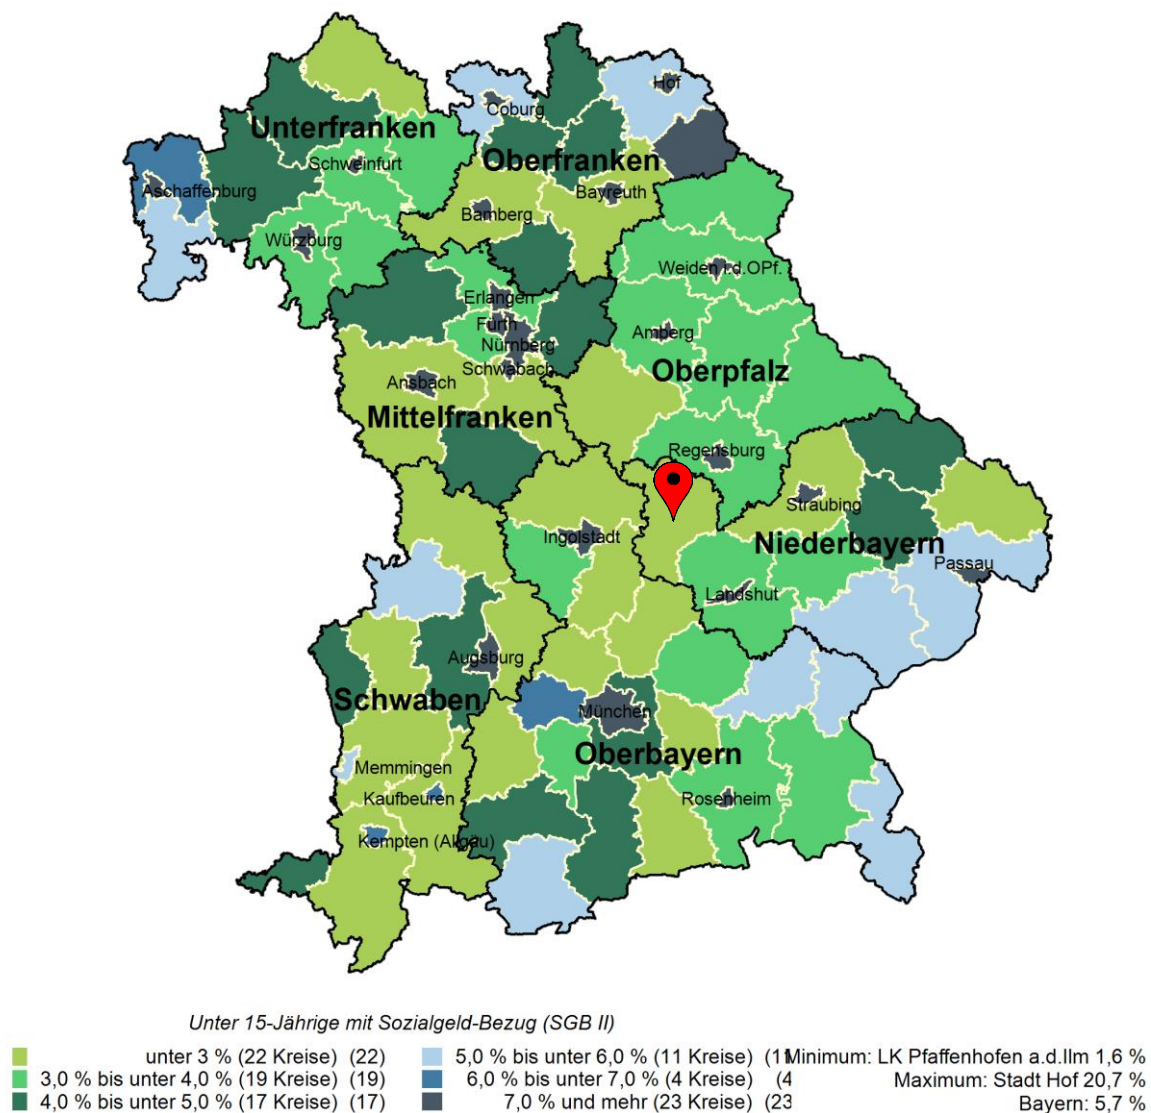 Hof
Coburg
Unterfranken
Oberfranken
Schweinfurt
Aschaffenburg
Bayreuth
Bamberg
Würzburg
Weiden i.d.OPf.
Erlangen
Fürth
Amberg
Nürnberg
Schwabach
Oberpfalz
Ansbach
Mittelfranken
Regensburg
Straubing
Ingolstadt
Niederbayern
Passau
Landshut
Augsburg
Schwaben
München
Oberbayern
Memmingen
Kaufbeuren
Rosenheim
Kempten (Allgäu)
Unter 15-Jährige mit Sozialgeld-Bezug (SGB II)
unter 3 % (22 Kreise) (22)
3,0 % bis unter 4,0 % (19 Kreise) (19)
4,0 % bis unter 5,0 % (17 Kreise) (17)
5,0 % bis unter 6,0 % (11 Kreise) (11
6,0 % bis unter 7,0 % (4 Kreise) (4
7,0 % und mehr (23 Kreise) (23
Minimum: LK Pfaffenhofen a.d.Ilm 1,6 %
Maximum: Stadt Hof 20,7 %
Bayern: 5,7 %